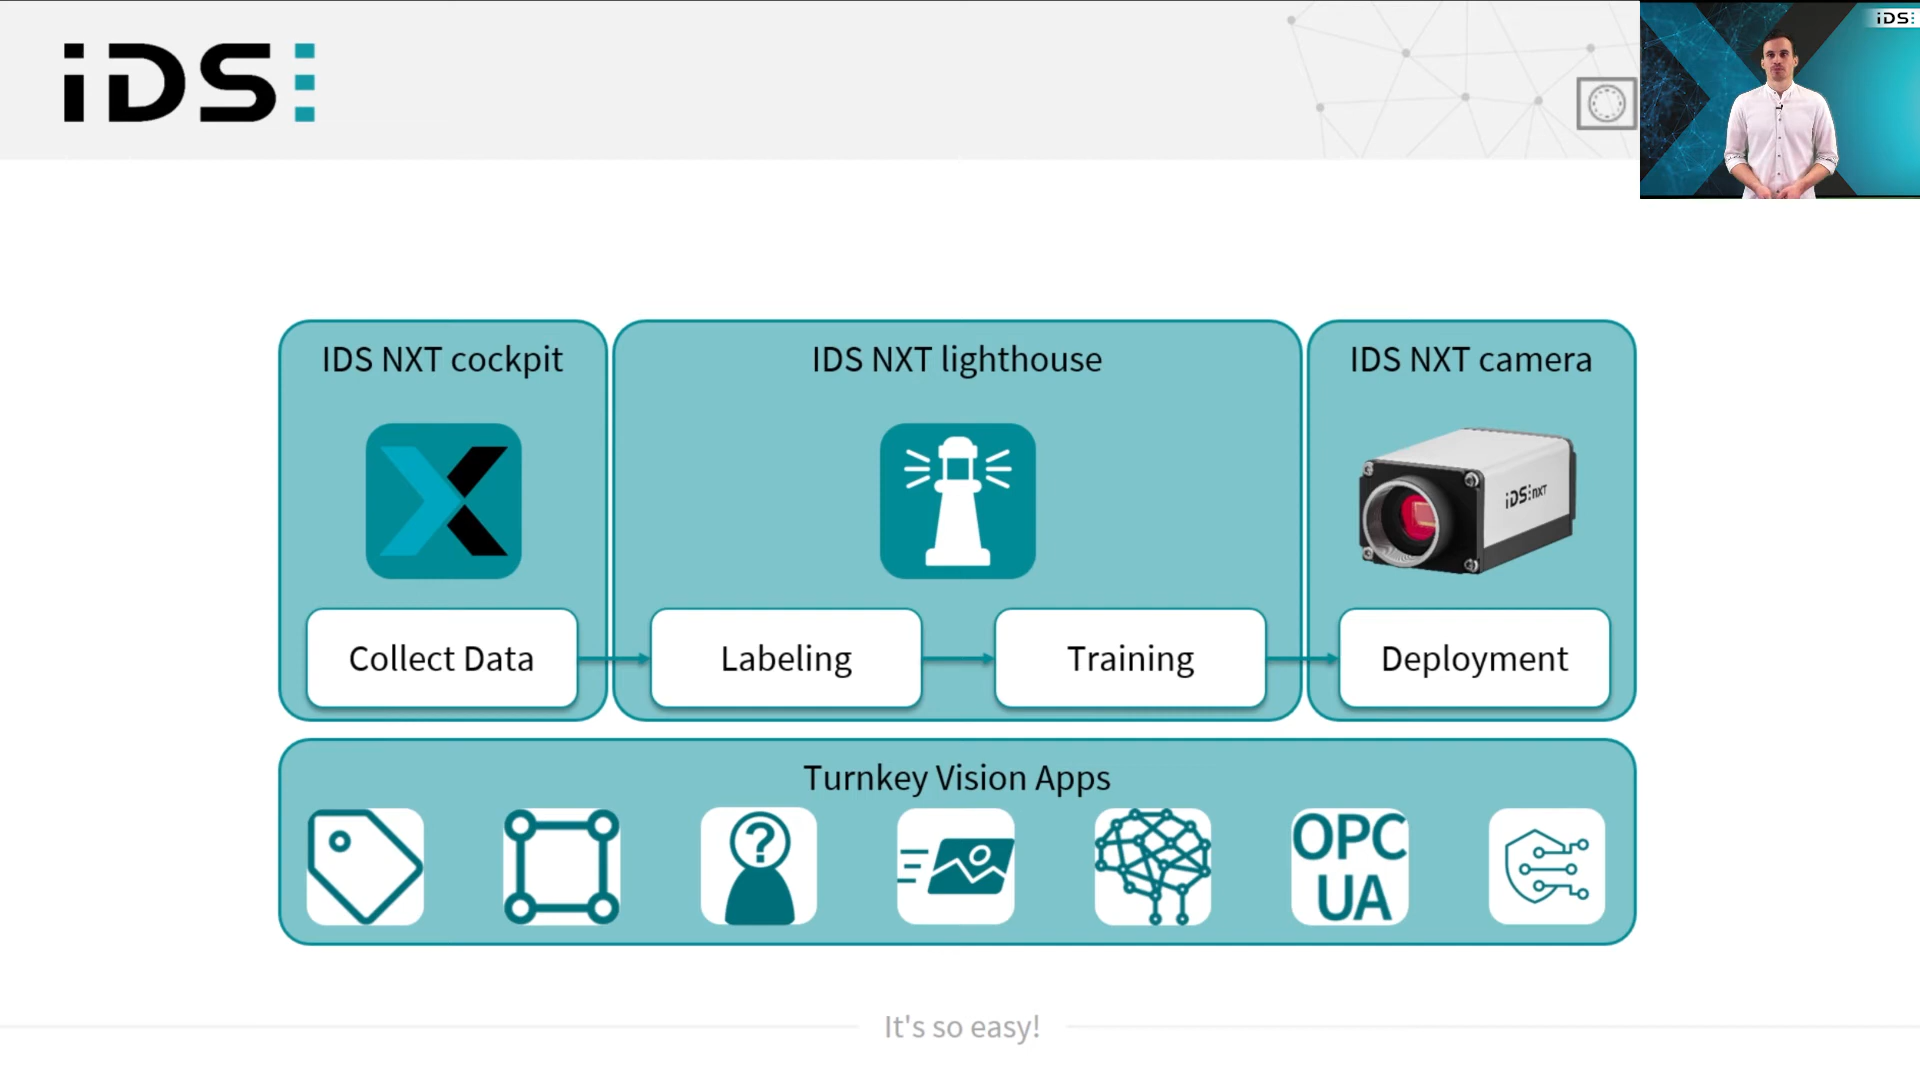 iDS
iDS
IDS NXT cockpit
IDS NXT lighthouse
IDS NXT camera
iDS nxt
Collect Data
Labeling
Training
Deployment
Turnkey Vision Apps
?
OPC
UA
It's so easy!